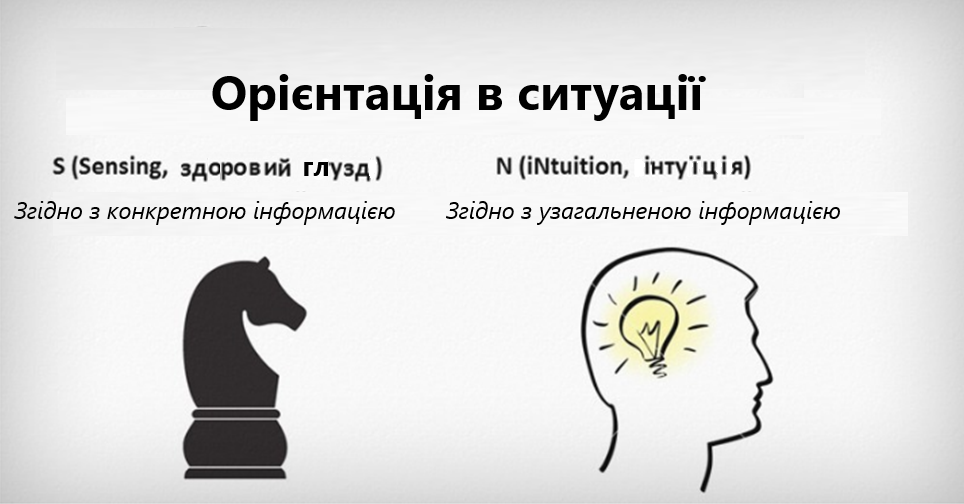 Орієнтація в ситуації
S (Sensing, здоровий глузд)
N (iNtuition, інтуїція)
Згідно з конкретною інформацією
Згідно з узагальненою інформацією